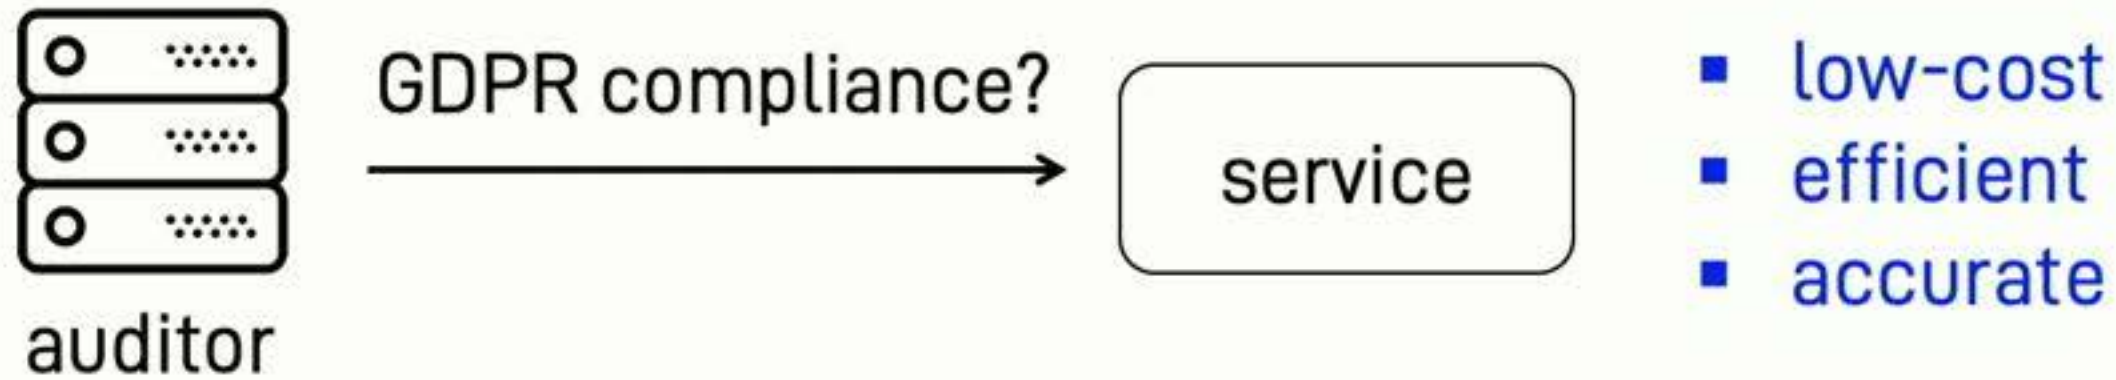 GDPR compliance?
auditor
service
▪ low-cost
▪ efficient
▪ accurate